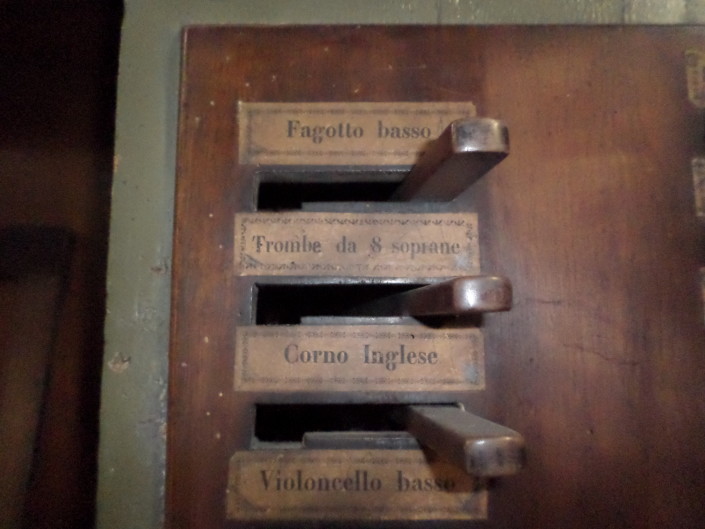 Fagotto basso
Trombe da 8 soprane
Corno Inglese
Violoncello basso